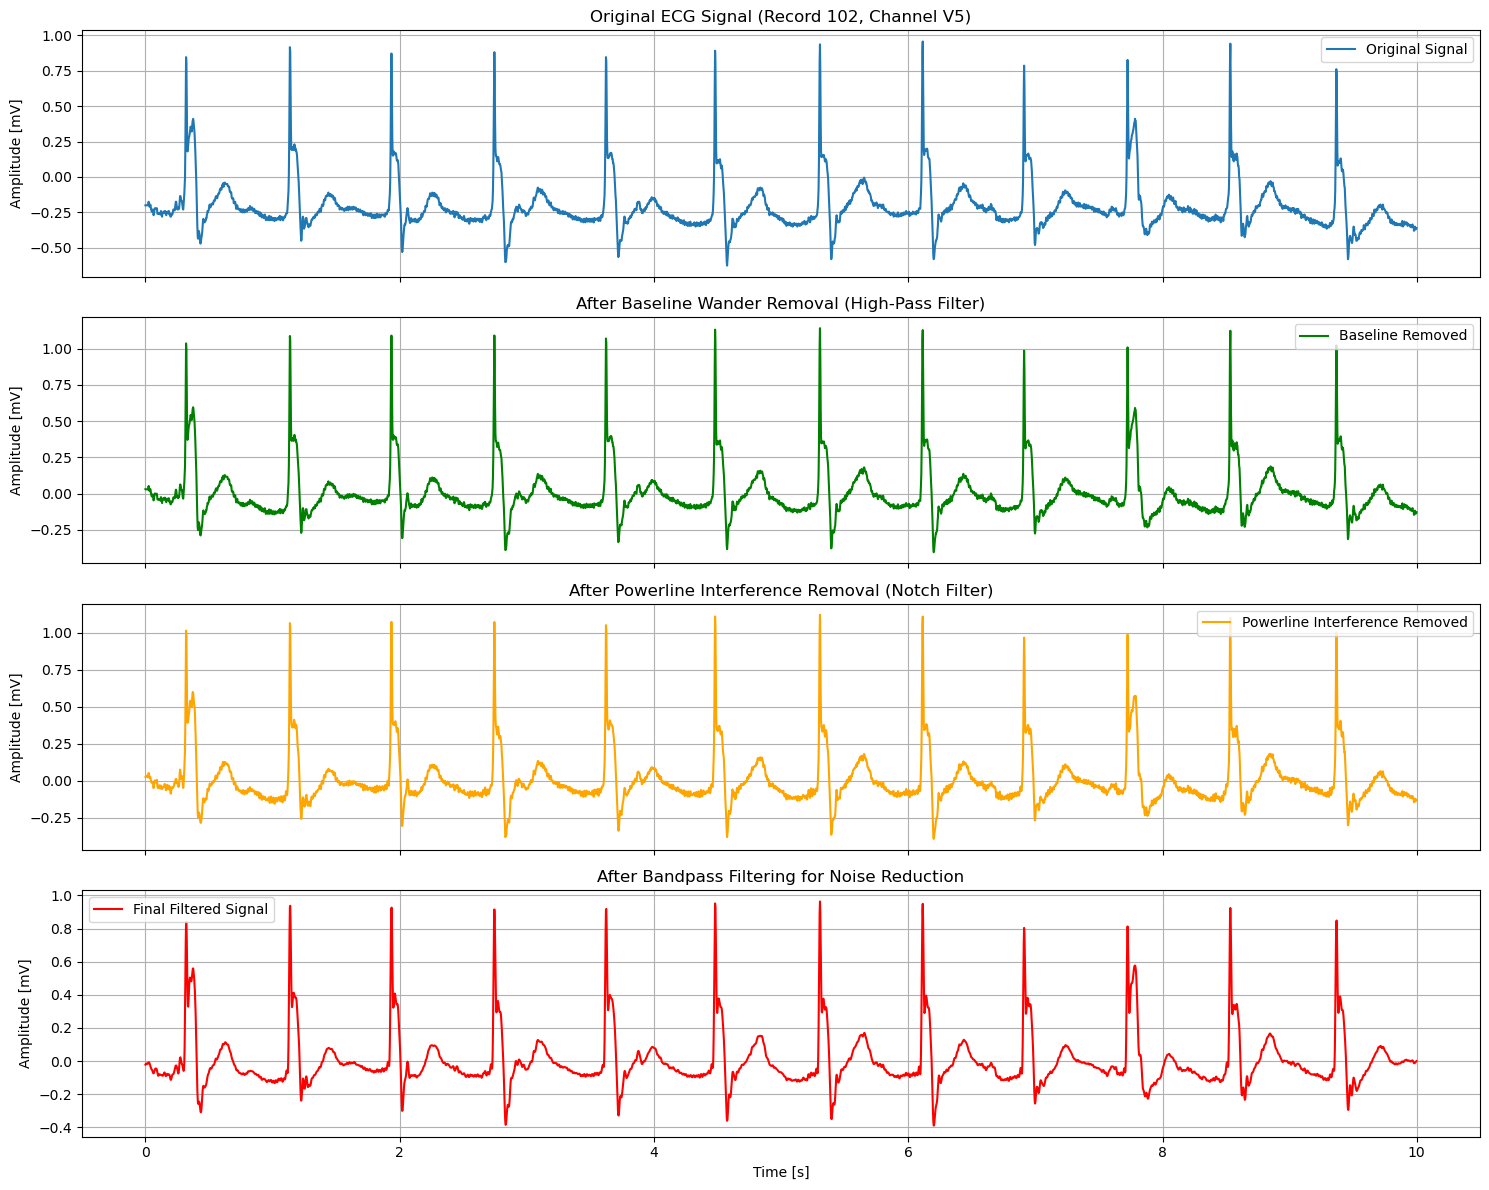 Original ECG Signal (Record 102, Channel V5)
Original Signal
Amplitude [mV]
1.00
0.75
0.50
0.25
0.00
−0.25
−0.50
After Baseline Wander Removal (High-Pass Filter)
Baseline Removed
Amplitude [mV]
1.00
0.75
0.50
0.25
0.00
−0.25
After Powerline Interference Removal (Notch Filter)
Powerline Interference Removed
Amplitude [mV]
1.00
0.75
0.50
0.25
0.00
−0.25
After Bandpass Filtering for Noise Reduction
Final Filtered Signal
Amplitude [mV]
1.0
0.8
0.6
0.4
0.2
0.0
−0.2
−0.4
0 2 4 6 8 10
Time [s]